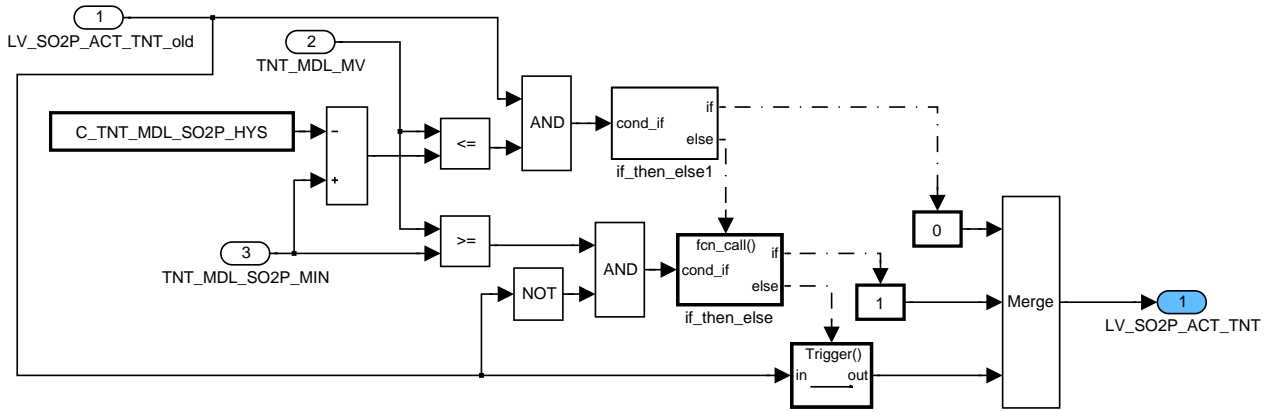 1
LV_SO2P_ACT_TNT_old
2
TNT_MDL_MV
C_TNT_MDL_SO2P_HYS
−
+
<=
AND
cond_if
if
else
if_then_else1
3
TNT_MDL_SO2P_MIN
>=
NOT
AND
fcn_call()
cond_if
if
else
if_then_else
0
1
Trigger()
in
out
Merge
1
LV_SO2P_ACT_TNT